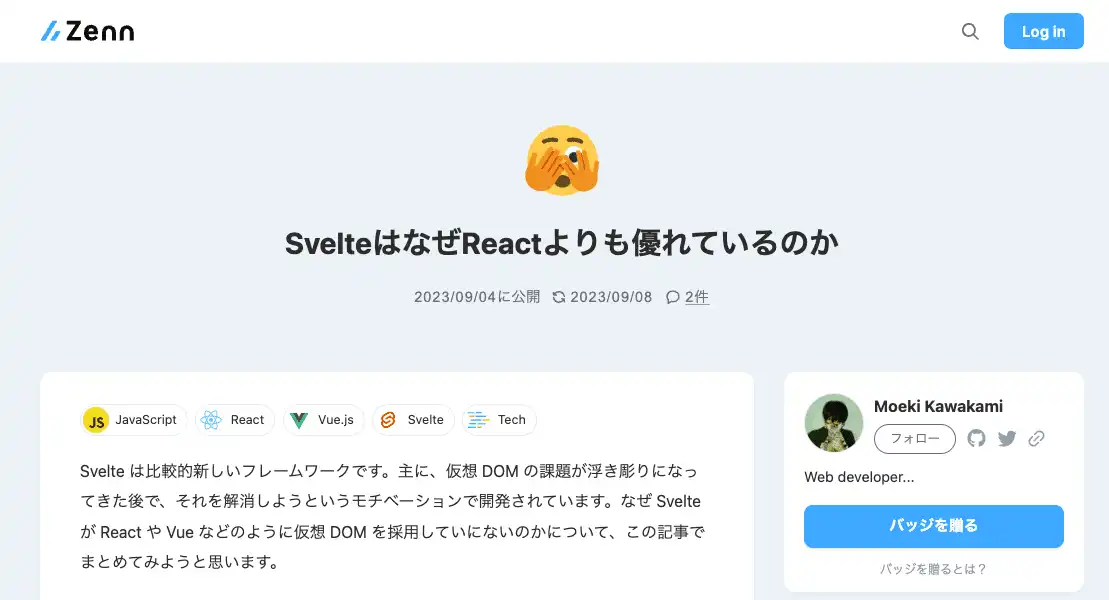 Zenn
Log in
SvelteはなぜReactよりも優れているのか
2023/09/04に公開 2023/09/08 2件
JS JavaScript React Vue.js Svelte Tech
Svelte は比較的新しいフレームワークです。主に、仮想 DOM の課題が浮き彫りになっ
てきた後で、それを解消しようというモチベーションで開発されています。なぜ Svelte
が React や Vue などのように仮想 DOM を採用していにないのかについて、この記事で
まとめてみようと思います。
Moeki Kawakami
フォロー
Web developer...
バッジを贈る
バッジを贈るとは？